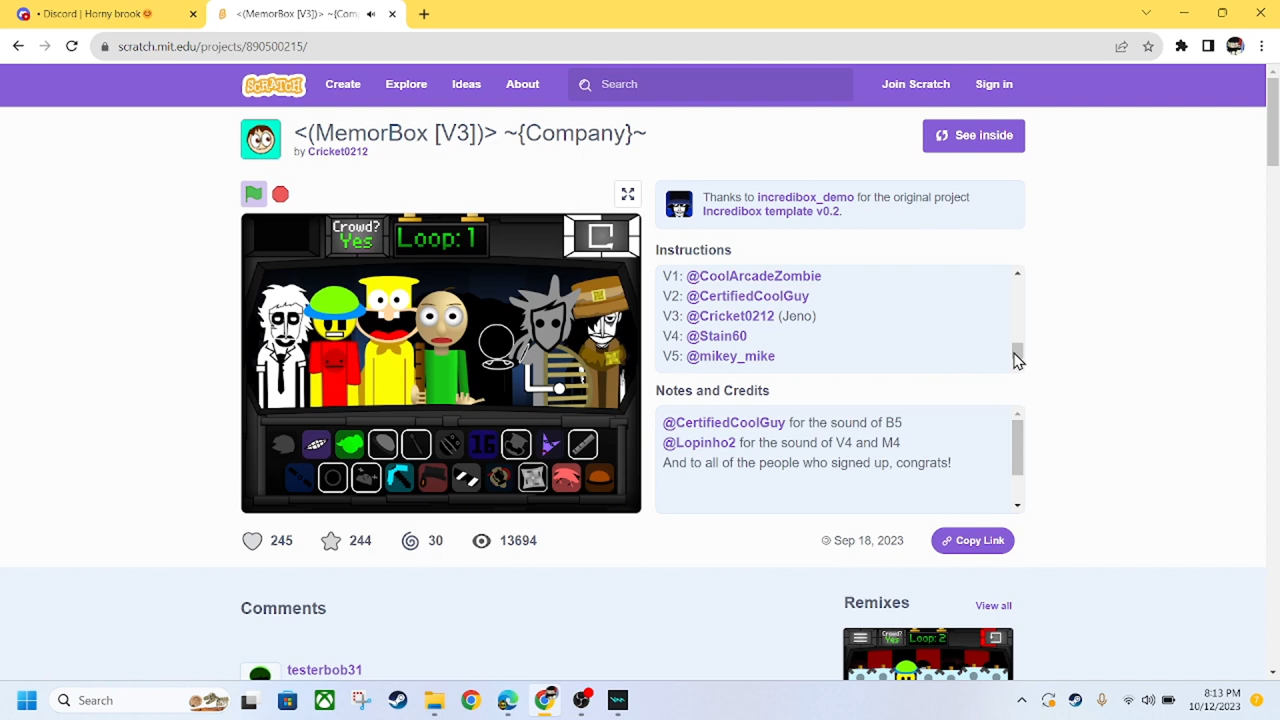 Discord | Horny brook
<(MemorBox [V3])> ~{Comp
scratch.mit.edu/projects/890500215/
SCRATCH
Create
Explore
Ideas
About
Search
Join Scratch
Sign in
<(MemorBox [V3])> ~{Company}~
by Cricket0212
See inside
Thanks to incredibox_demo for the original project
Incredibox template v0.2.
Crowd?
Yes
Loop:1
16
Instructions
V1: @CoolArcadeZombie
V2: @CertifiedCoolGuy
V3: @Cricket0212 (Jeno)
V4: @Stain60
V5: @mikey_mike
Notes and Credits
@CertifiedCoolGuy for the sound of B5
@Lopinho2 for the sound of V4 and M4
And to all of the people who signed up, congrats!
245
244
30
13694
© Sep 18, 2023
Copy Link
Comments
testerbob31
Remixes
View all
Crowd?
Yes
Loop:2
Search
8:13 PM
10/12/2023
7